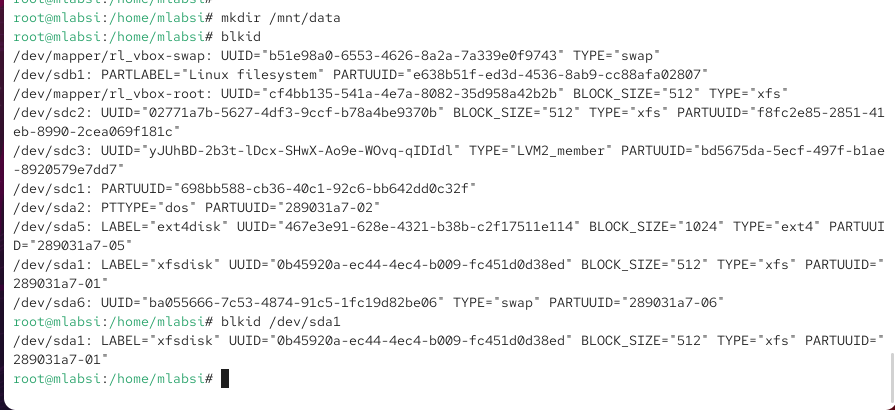 root@mlabsi:/home/mlabsi# mkdir /mnt/data
root@mlabsi:/home/mlabsi# blkid
/dev/mapper/rl_vbox-swap: UUID="b51e98a0-6553-4626-8a2a-7a339e0f9743" TYPE="swap"
/dev/sdb1: PARTLABEL="Linux filesystem" PARTUUID="e638b51f-ed3d-4536-8ab9-cc88afa02807"
/dev/mapper/rl_vbox-root: UUID="cf4bb135-541a-4e7a-8082-35d958a42b2b" BLOCK_SIZE="512" TYPE="xfs"
/dev/sdc2: UUID="02771a7b-5627-4df3-9ccf-b78a4be9370b" BLOCK_SIZE="512" TYPE="xfs" PARTUUID="f8fc2e85-2851-41
eb-8990-2cea069f181c"
/dev/sdc3: UUID="yJUhBD-2b3t-lDcx-SHwX-Ao9e-WOvq-qIDIdl" TYPE="LVM2_member" PARTUUID="bd5675da-5ecf-497f-b1ae
-8920579e7dd7"
/dev/sdc1: PARTUUID="698bb588-cb36-40c1-92c6-bb642dd0c32f"
/dev/sda2: PTTYPE="dos" PARTUUID="289031a7-02"
/dev/sda5: LABEL="ext4disk" UUID="467e3e91-628e-4321-b38b-c2f17511e114" BLOCK_SIZE="1024" TYPE="ext4" PARTUUI
D="289031a7-05"
/dev/sda1: LABEL="xfsdisk" UUID="0b45920a-ec44-4ec4-b009-fc451d0d38ed" BLOCK_SIZE="512" TYPE="xfs" PARTUUID="
289031a7-01"
/dev/sda6: UUID="ba055666-7c53-4874-91c5-1fc19d82be06" TYPE="swap" PARTUUID="289031a7-06"
root@mlabsi:/home/mlabsi# blkid /dev/sda1
/dev/sda1: LABEL="xfsdisk" UUID="0b45920a-ec44-4ec4-b009-fc451d0d38ed" BLOCK_SIZE="512" TYPE="xfs" PARTUUID="
289031a7-01"
root@mlabsi:/home/mlabsi#